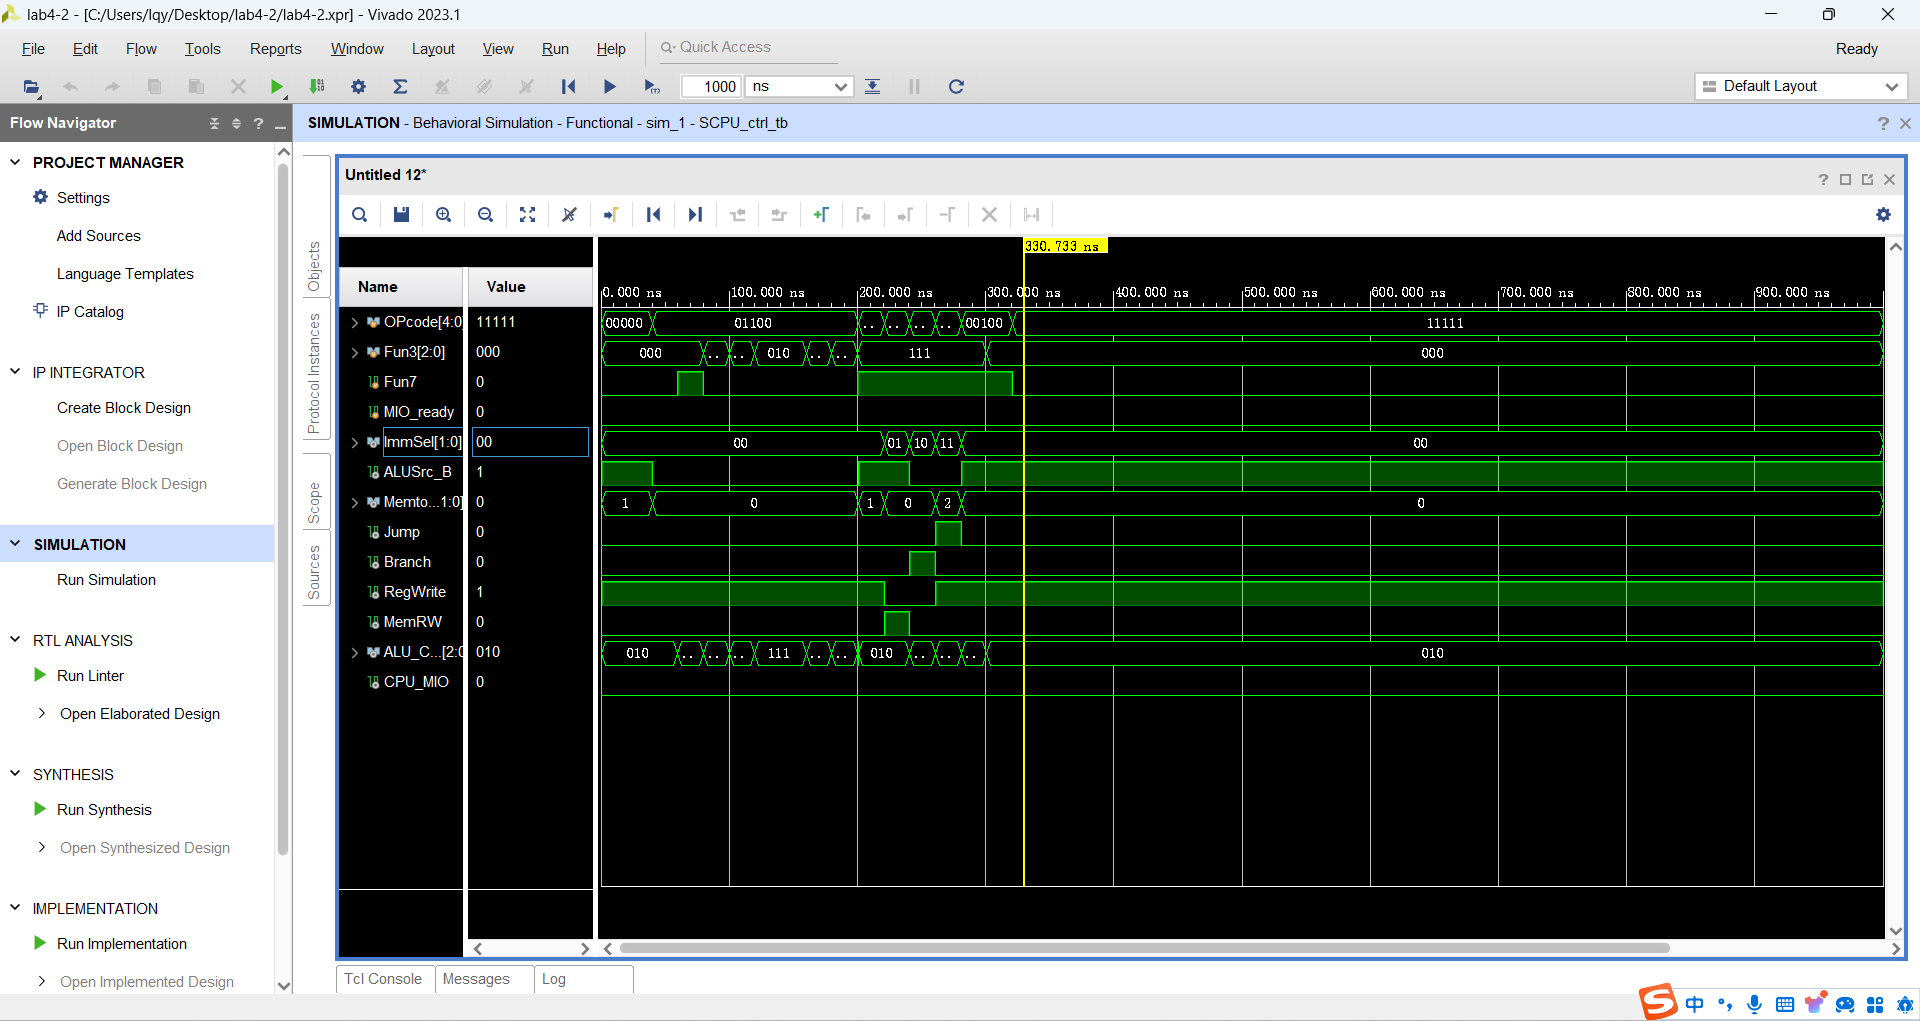 lab4-2 - [C:/Users/lqy/Desktop/lab4-2/lab4-2.xpr] - Vivado 2023.1
File Edit Flow Tools Reports Window Layout View Run Help Quick Access Ready
1000 ns Default Layout
Flow Navigator
SIMULATION - Behavioral Simulation - Functional - sim_1 - SCPU_ctrl_tb
PROJECT MANAGER
Settings
Add Sources
Language Templates
IP Catalog
IP INTEGRATOR
Create Block Design
Open Block Design
Generate Block Design
SIMULATION
Run Simulation
RTL ANALYSIS
Run Linter
Open Elaborated Design
SYNTHESIS
Run Synthesis
Open Synthesized Design
IMPLEMENTATION
Run Implementation
Open Implemented Design
Objects
Protocol Instances
Scope
Sources
Untitled 12*
330.733 ns
Name Value
0.000 ns 100.000 ns 200.000 ns 300.000 ns 400.000 ns 500.000 ns 600.000 ns 700.000 ns 800.000 ns 900.000 ns
OPcode[4:0] 11111 00000 01100 .. .. .. .. 00100 11111
Fun3[2:0] 000 000 .. .. 010 .. .. 111 000
Fun7 0
MIO_ready 0
ImmSel[1:0] 00 00 01 10 11 00
ALUSrc_B 1
Memto...1:0] 0 1 0 1 0 2 0
Jump 0
Branch 0
RegWrite 1
MemRW 0
ALU_C...[2:0 010 010 .. .. .. 111 .. .. 010 .. .. .. 010
CPU_MIO 0
Tcl Console Messages Log
中